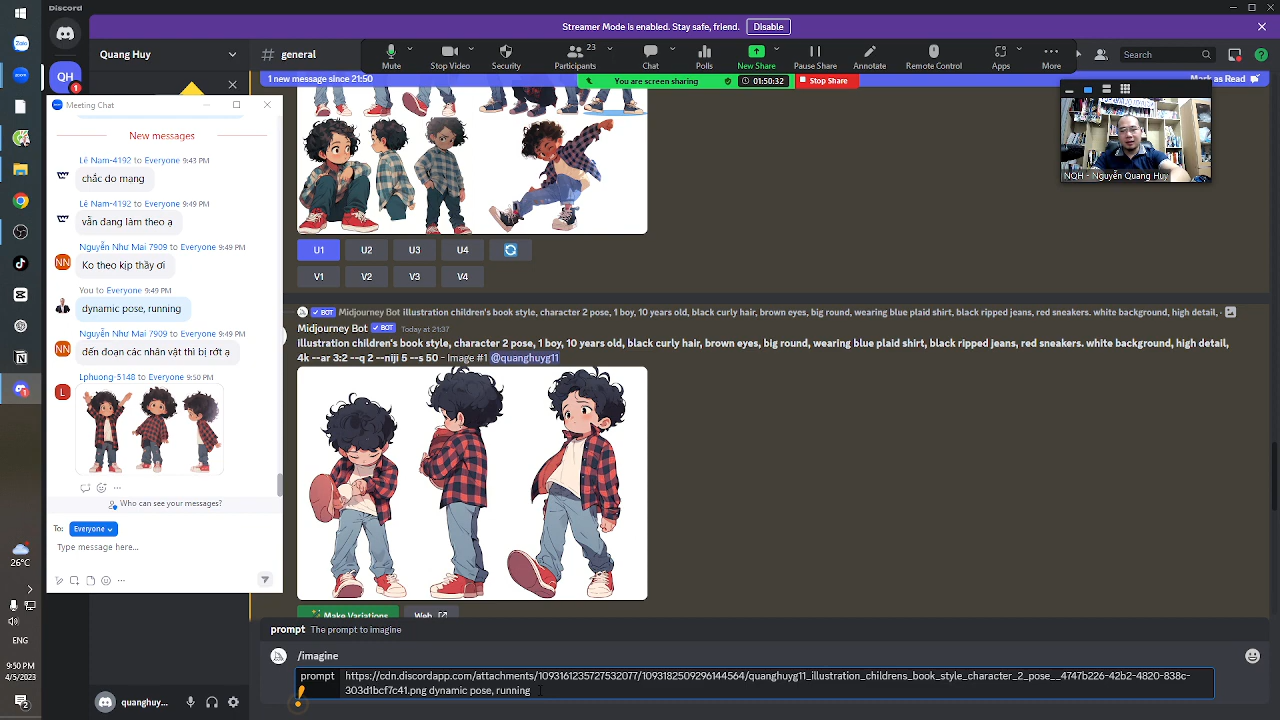 Discord
Streamer Mode is enabled. Stay safe, friend.
Disable
Quang Huy
# general
Mute
Stop Video
Security
Participants
23
Chat
Polls
New Share
Pause Share
Annotate
Remote Control
Apps
More
Search
1 new message since 21:50
You are screen sharing
01:50:32
Stop Share
Mark as Read
QH
1
NQH - Nguyễn Quang Huy
Meeting Chat
New messages
Lê Nam-4192 to Everyone 9:43 PM
chắc do mạng
Lê Nam-4192 to Everyone 9:49 PM
vẫn đang làm theo ạ
Nguyễn Như Mai 7909 to Everyone 9:49 PM
NN
Ko theo kịp thầy ơi
You to Everyone 9:49 PM
dynamic pose, running
Nguyễn Như Mai 7909 to Everyone 9:49 PM
NN
đến đoạn các nhân vật thì bị rớt ạ
Lphuong-5148 to Everyone 9:50 PM
L
Who can see your messages?
To: Everyone
Type message here...
U1
U2
U3
U4
V1
V2
V3
V4
BOT Midjourney Bot illustration children's book style, character 2 pose, 1 boy, 10 years old, black curly hair, brown eyes, big round, wearing blue plaid shirt, black ripped jeans, red sneakers. white background, high detail,
Midjourney Bot BOT Today at 21:37
illustration children's book style, character 2 pose, 1 boy, 10 years old, black curly hair, brown eyes, big round, wearing blue plaid shirt, black ripped jeans, red sneakers. white background, high detail,
4k --ar 3:2 --q 2 --niji 5 --s 50 - Image #1 @quanghuyg11
Make Variations
Web
prompt The prompt to imagine
/imagine
prompt https://cdn.discordapp.com/attachments/1093161235727532077/1093182509296144564/quanghuyg11_illustration_childrens_book_style_character_2_pose__4747b226-42b2-4820-838c-
303d1bcf7c41.png dynamic pose, running
quanghuy...
26°C
ENG
9:50 PM
4/5/2023